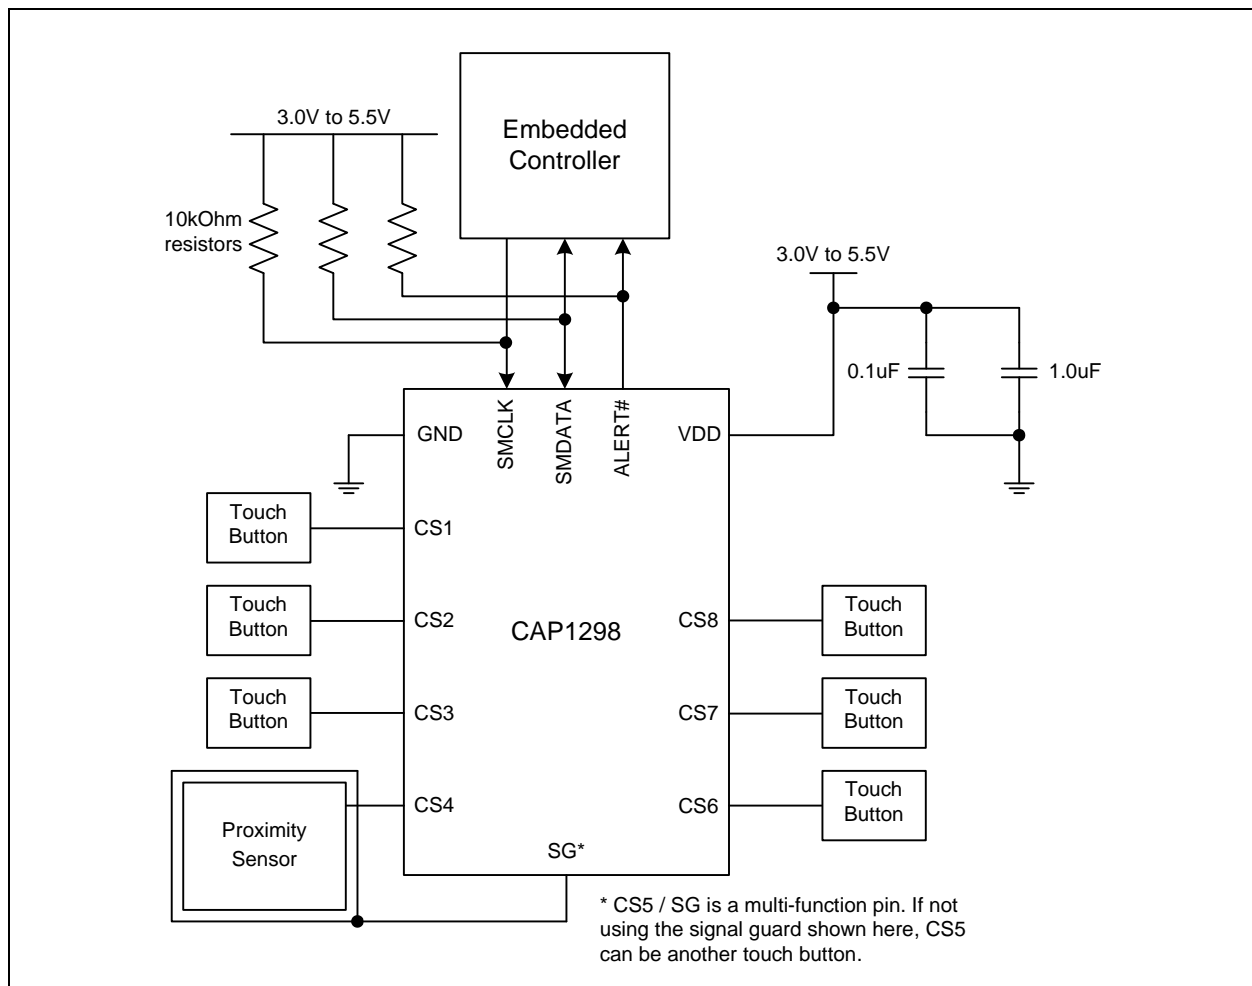 3.0V to 5.5V
Embedded
Controller
10kOhm
resistors
3.0V to 5.5V
0.1uF
1.0uF
SMCLK
SMDATA
ALERT#
GND
VDD
Touch
Button
CS1
Touch
Button
CS2
CAP1298
CS8
Touch
Button
Touch
Button
CS3
CS7
Touch
Button
Proximity
Sensor
CS4
CS6
Touch
Button
SG*
* CS5 / SG is a multi-function pin. If not
using the signal guard shown here, CS5
can be another touch button.